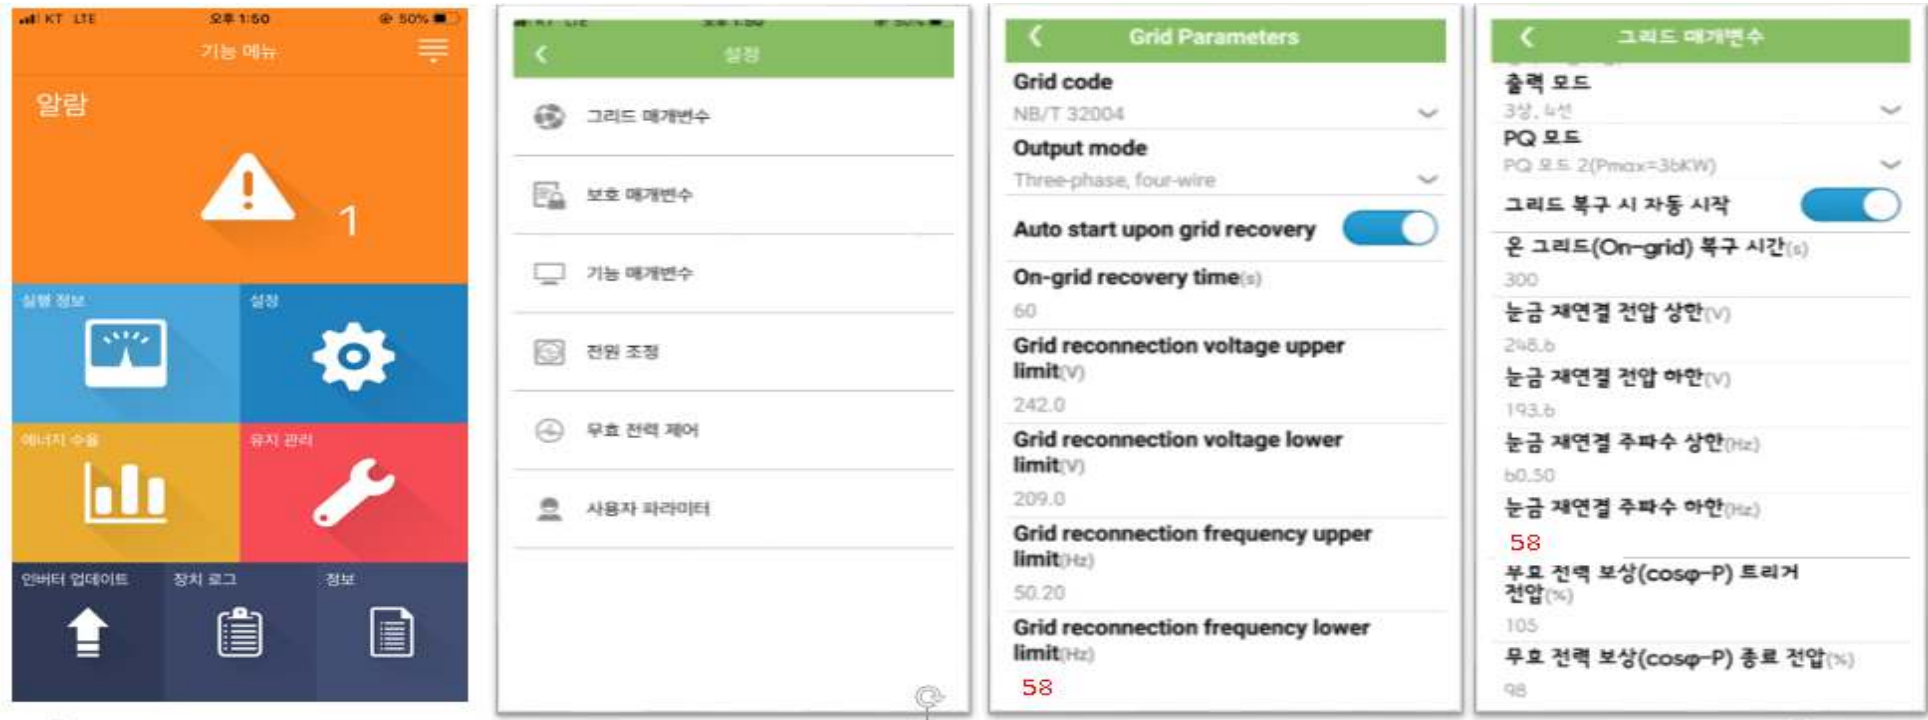 KT LTE 오후 1:50 50%
기능 메뉴
알람
1
실행 정보
설정
에너지 수율
유지 관리
인버터 업데이트
장치 로그
정보
설정
그리드 매개변수
보호 매개변수
기능 매개변수
전원 조정
무효 전력 제어
사용자 파라미터
Grid Parameters
Grid code
NB/T 32004
Output mode
Three-phase, four-wire
Auto start upon grid recovery
On-grid recovery time(s)
60
Grid reconnection voltage upper
limit(V)
242.0
Grid reconnection voltage lower
limit(V)
209.0
Grid reconnection frequency upper
limit(Hz)
50.20
Grid reconnection frequency lower
limit(Hz)
58
그리드 매개변수
출력 모드
3상, 4선
PQ 모드
PQ 모드 2(Pmax=36KW)
그리드 복구 시 자동 시작
온 그리드(On-grid) 복구 시간(s)
300
눈금 재연결 전압 상한(V)
248.6
눈금 재연결 전압 하한(V)
193.6
눈금 재연결 주파수 상한(Hz)
60.50
눈금 재연결 주파수 하한(Hz)
58
무효 전력 보상(cosφ-P) 트리거
전압(%)
105
무효 전력 보상(cosφ-P) 종료 전압(%)
98